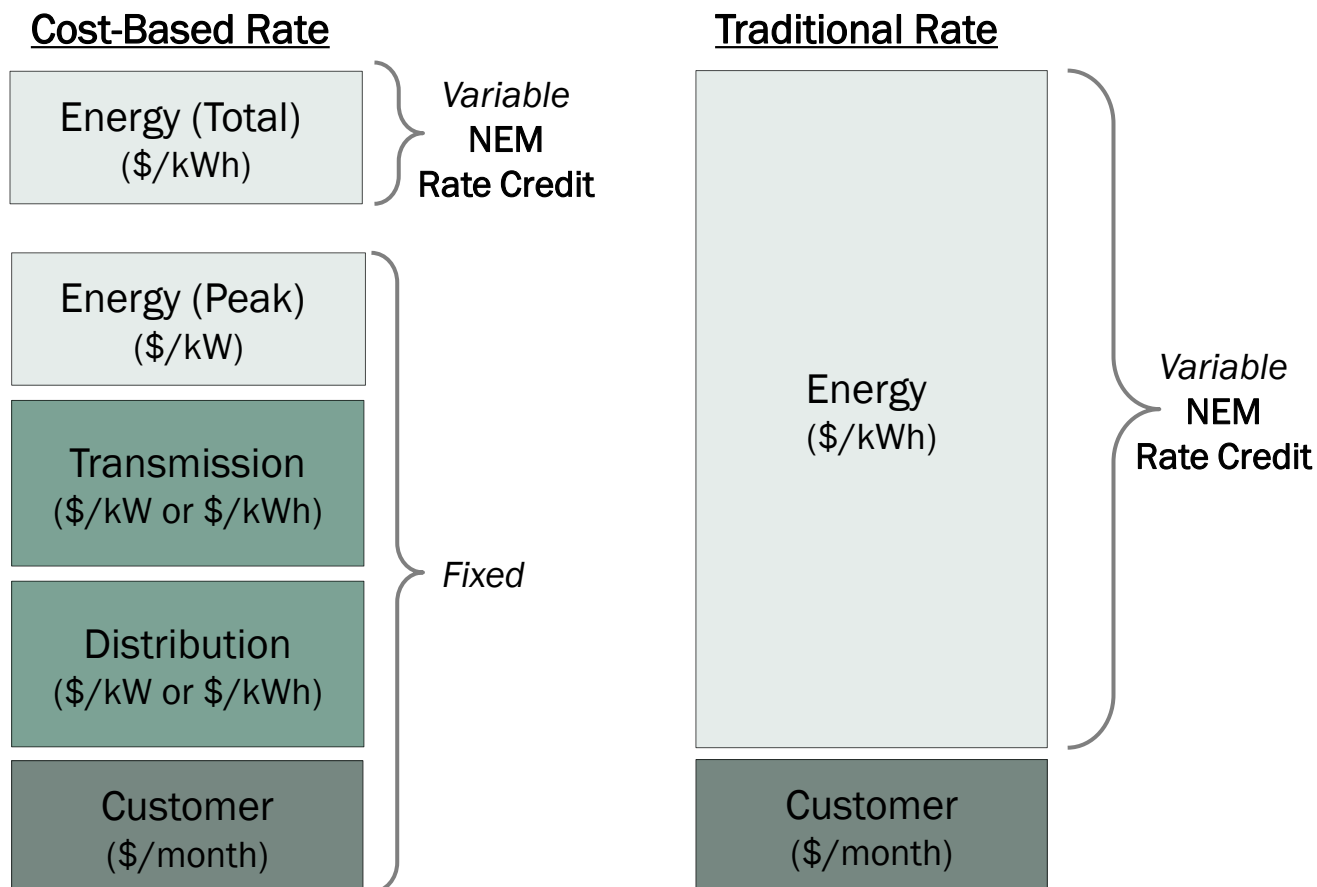 Cost-Based Rate
Energy (Total)
($/kWh)
Variable
NEM
Rate Credit
Energy (Peak)
($/kW)
Transmission
($/kW or $/kWh)
Distribution
($/kW or $/kWh)
Customer
($/month)
Fixed
Traditional Rate
Energy
($/kWh)
Variable
NEM
Rate Credit
Customer
($/month)